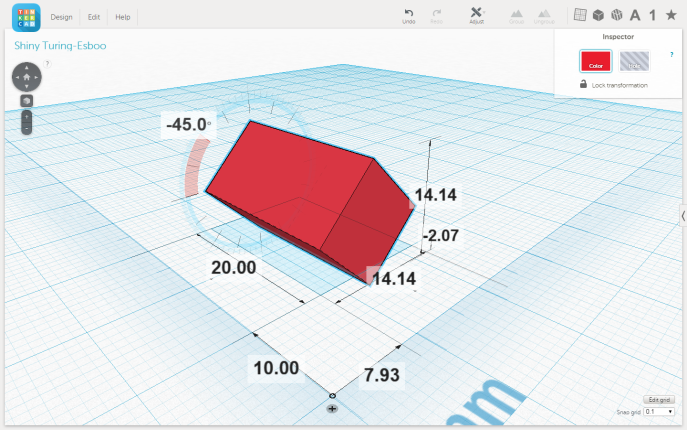 TIN
KER
CAD
Design
Edit
Help
Undo
Redo
Adjust
Group
Ungroup
A
1
Shiny Turing-Esboo
?
Inspector
Color
Hole
?
Lock transformation
-45.0°
14.14
-2.07
20.00
14.14
10.00
7.93
Edit grid
Snap grid 0.1